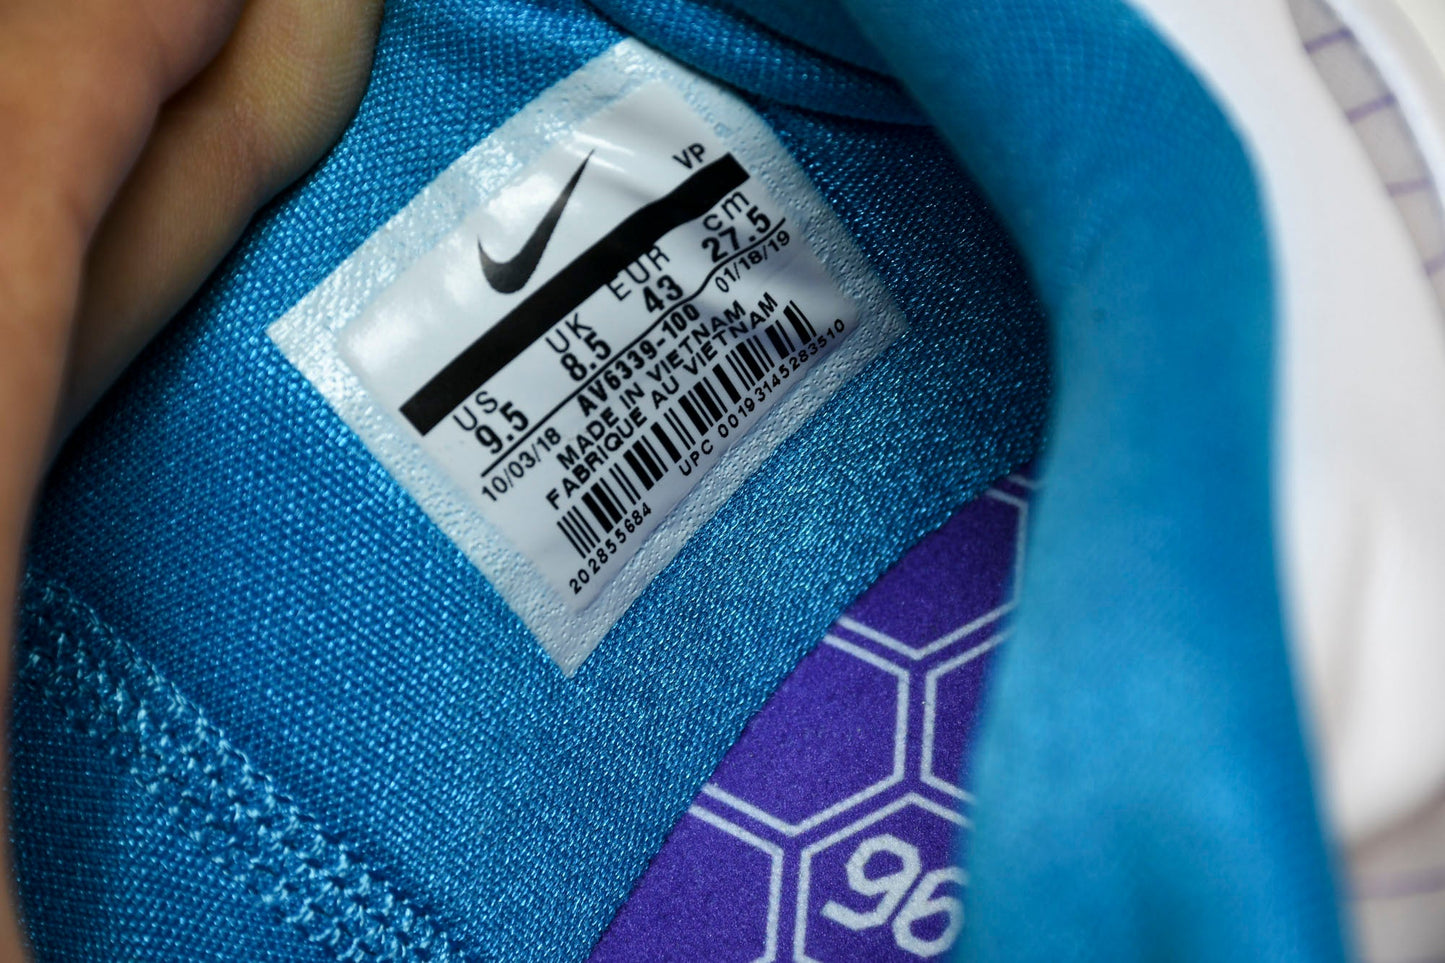 VP
US UK EUR cm
9.5 8.5 43 27.5
10/03/18 AV6339-100 01/18/19
MADE IN VIETNAM
FABRIQUE AU VIETNAM
UPC 00193145283510
202855684
96